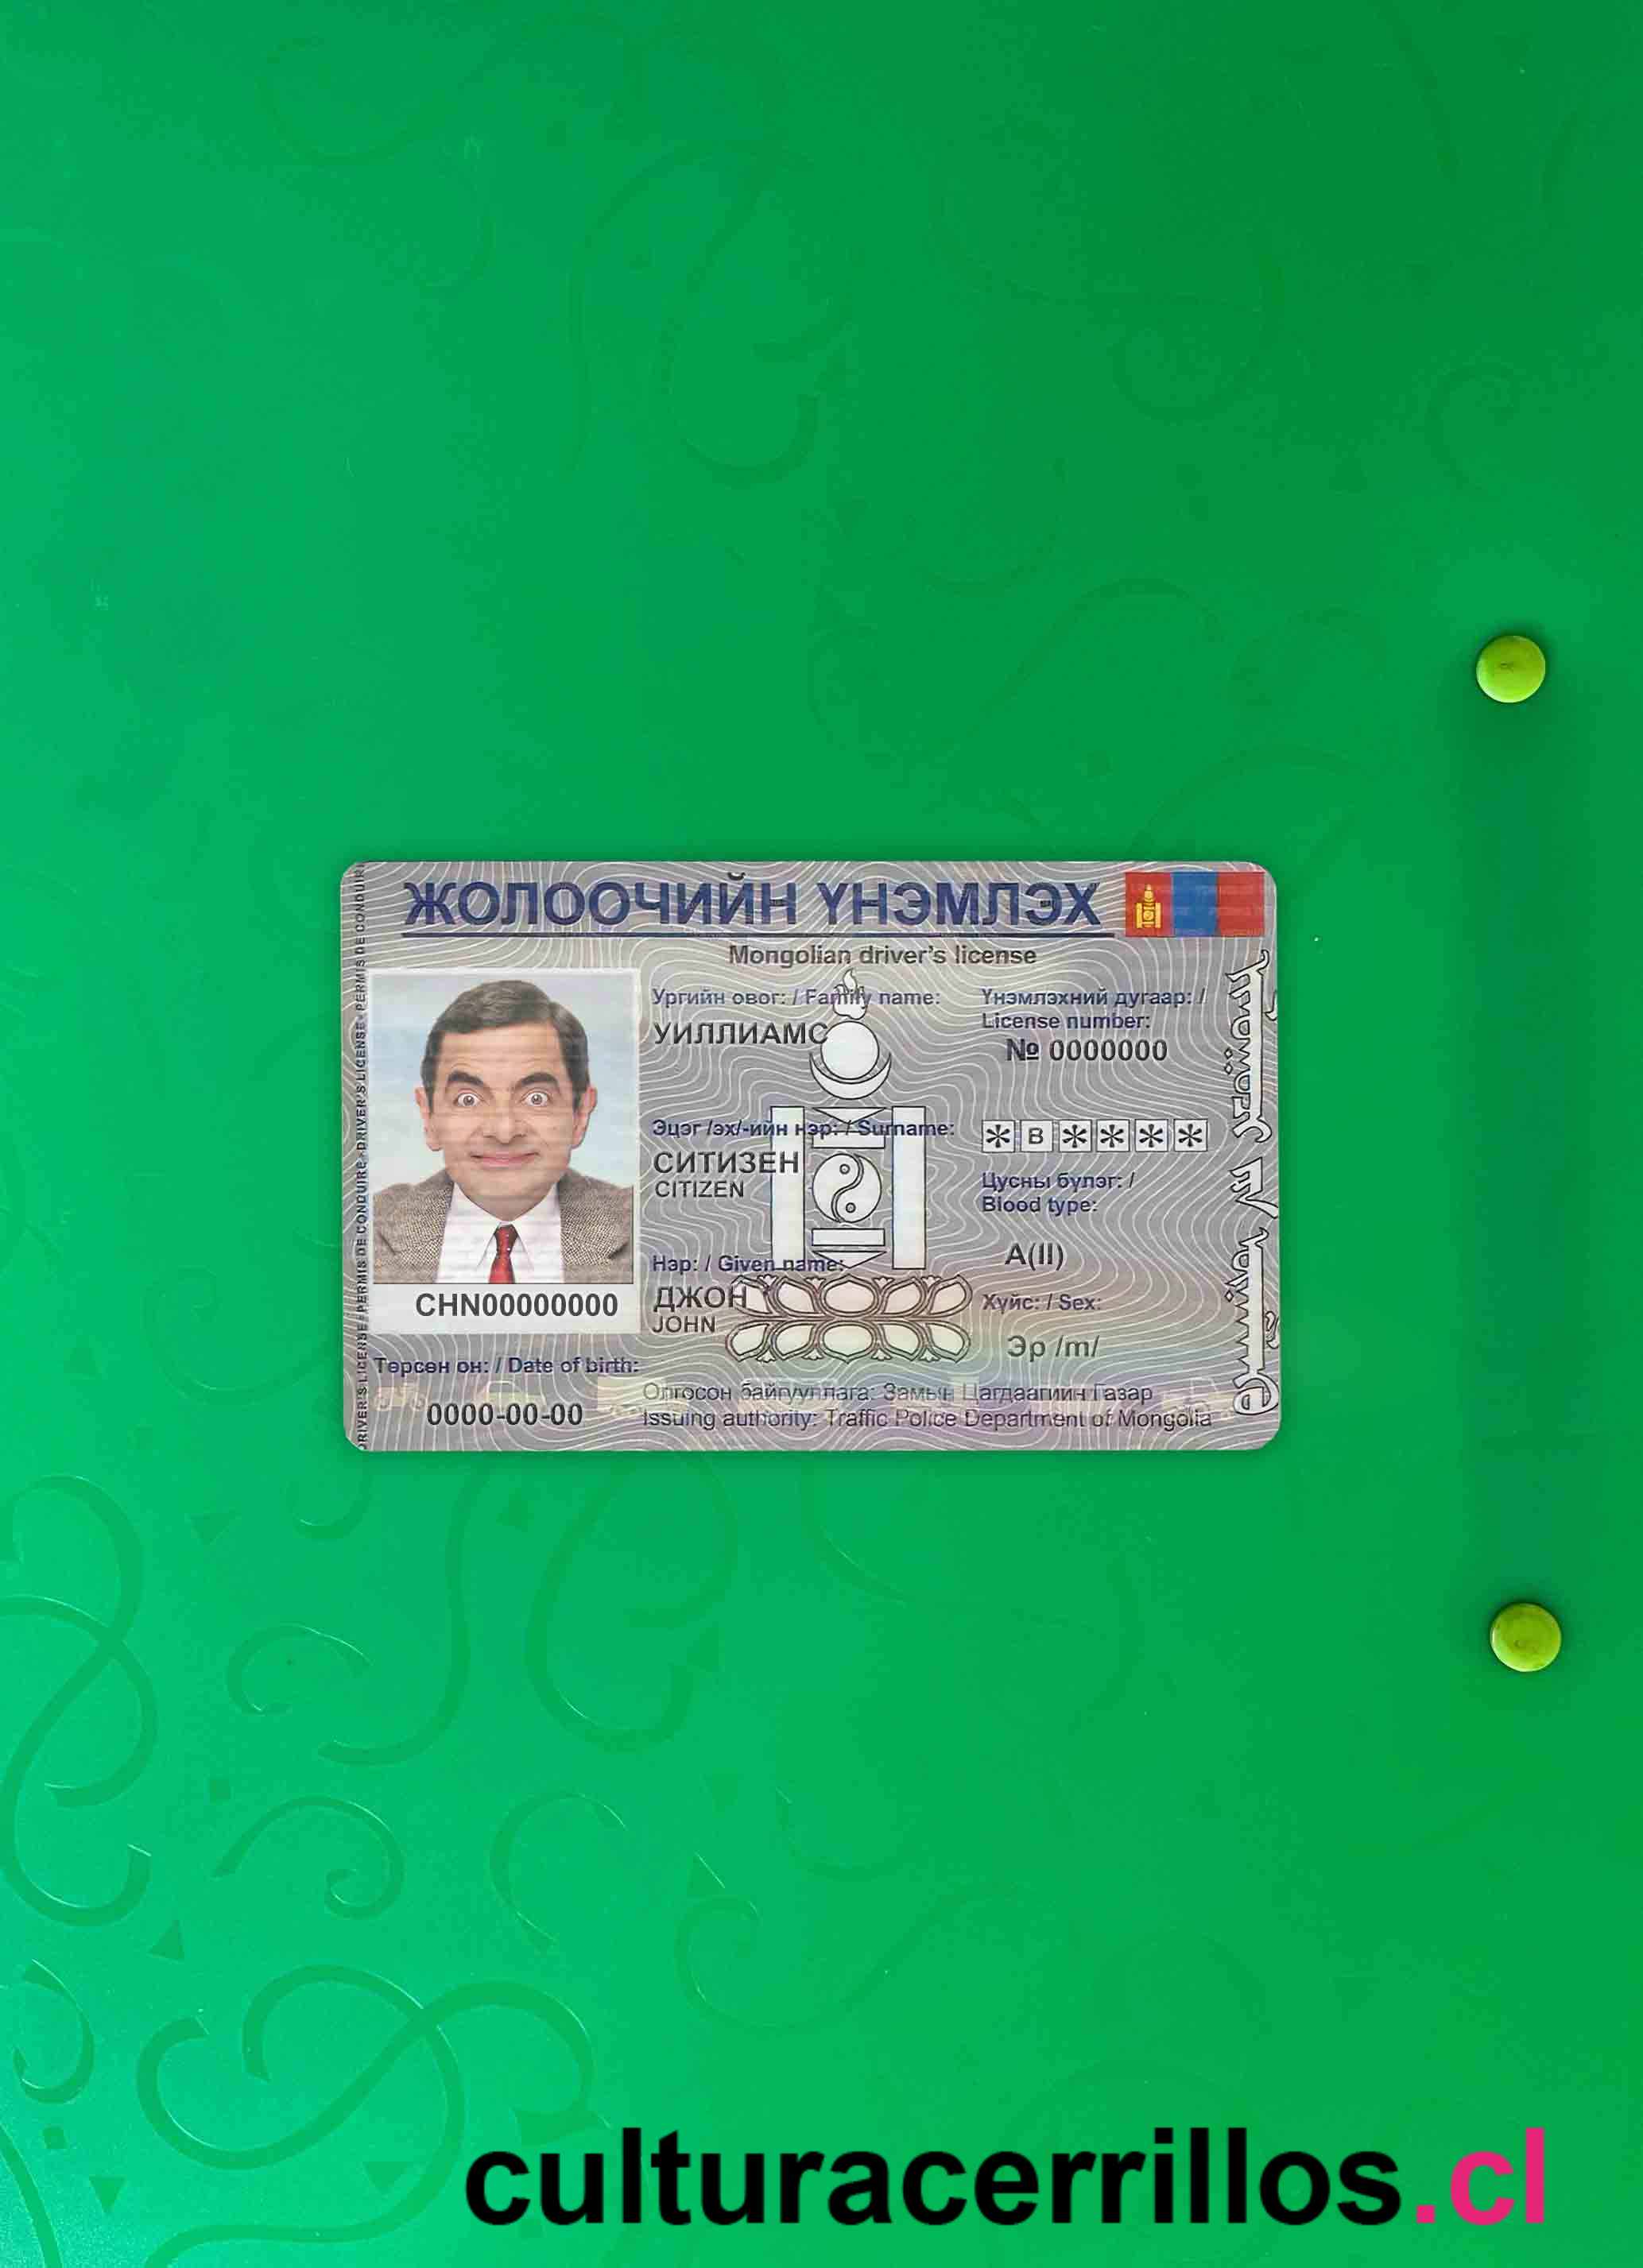 ЖОЛООЧИЙН ҮНЭМЛЭХ
Mongolian driver's license
Ургийн овог: / Family name:
УИЛЛИАМС
Үнэмлэхний дугаар: /
License number:
№ 0000000
Эцэг /эх/-ийн нэр: / Surname:
СИТИЗЕН
CITIZEN
* B * * * *
Цусны бүлэг: /
Blood type:
A(II)
Нэр: / Given name:
ДЖОН
JOHN
Хүйс: / Sex:
Эр /m/
CHN00000000
Төрсөн он: / Date of birth:
0000-00-00
Олгосон байгууллага: Замын Цагдаагийн Газар
Issuing authority: Traffic Police Department of Mongolia
DRIVER'S LICENSE • PERMIS DE CONDUIRE • DRIVER'S LICENSE • PERMIS DE CONDUIRE
culturacerrillos.cl